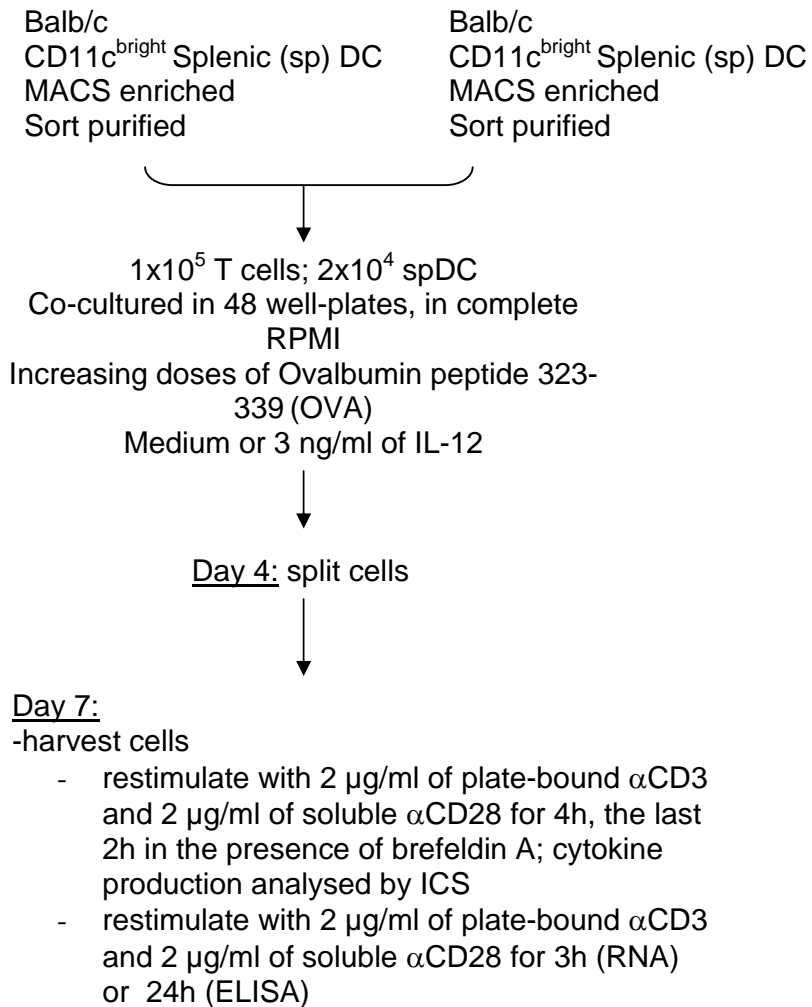 Balb/c
CD11cbright Splenic (sp) DC
MACS enriched
Sort purified
Balb/c
CD11cbright Splenic (sp) DC
MACS enriched
Sort purified
1x105 T cells; 2x104 spDC
Co-cultured in 48 well-plates, in complete
RPMI
Increasing doses of Ovalbumin peptide 323-
339 (OVA)
Medium or 3 ng/ml of IL-12
Day 4: split cells
Day 7:
-harvest cells
- restimulate with 2 µg/ml of plate-bound αCD3
and 2 µg/ml of soluble αCD28 for 4h, the last
2h in the presence of brefeldin A; cytokine
production analysed by ICS
- restimulate with 2 µg/ml of plate-bound αCD3
and 2 µg/ml of soluble αCD28 for 3h (RNA)
or 24h (ELISA)